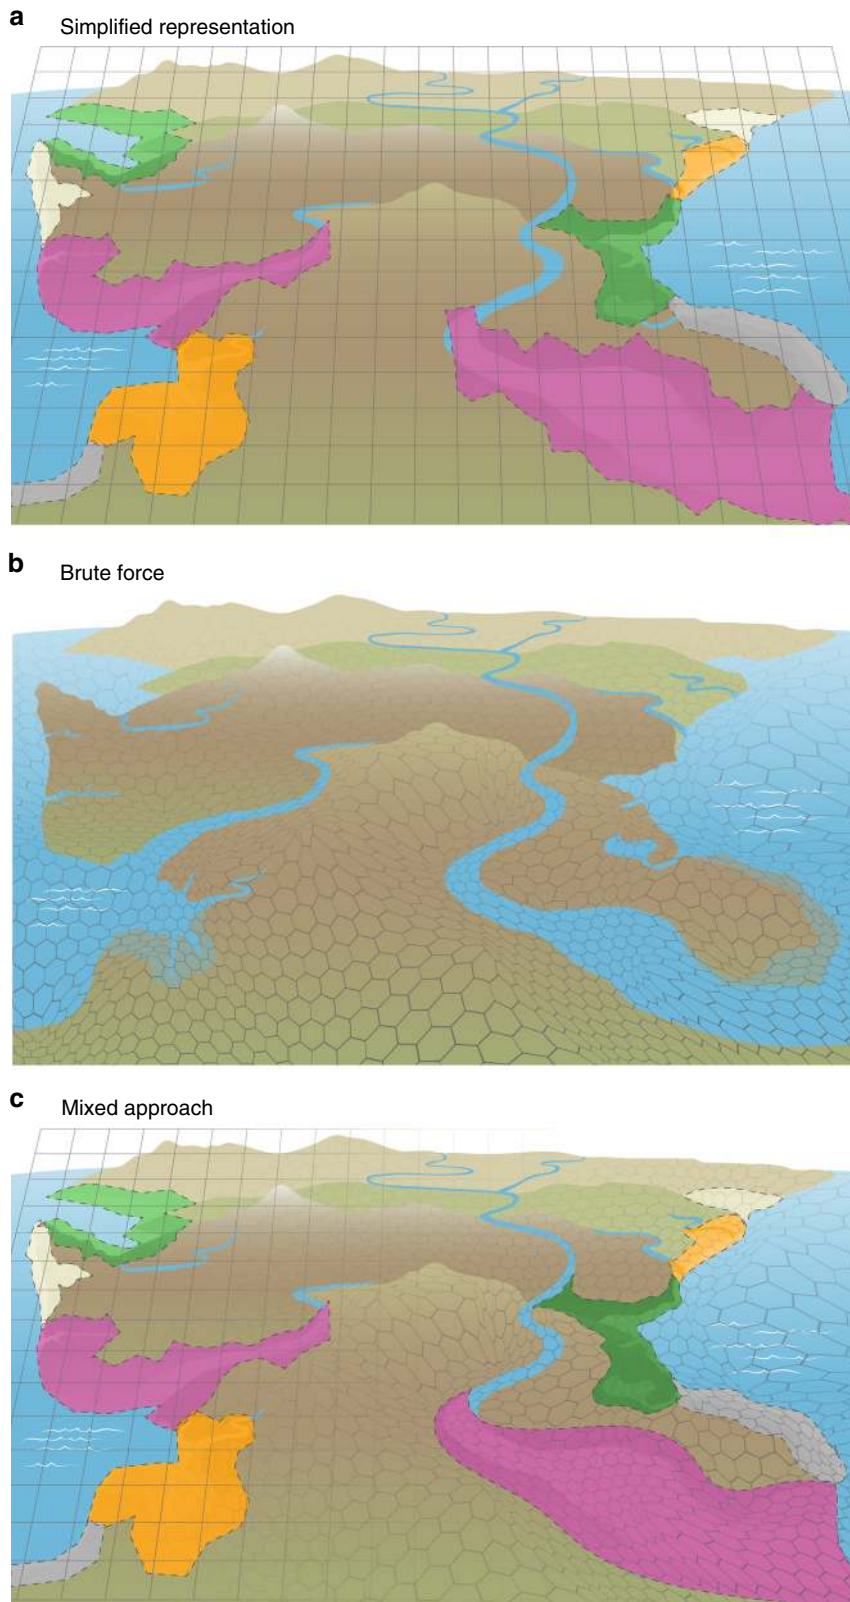 a
Simplified representation
b
Brute force
c
Mixed approach